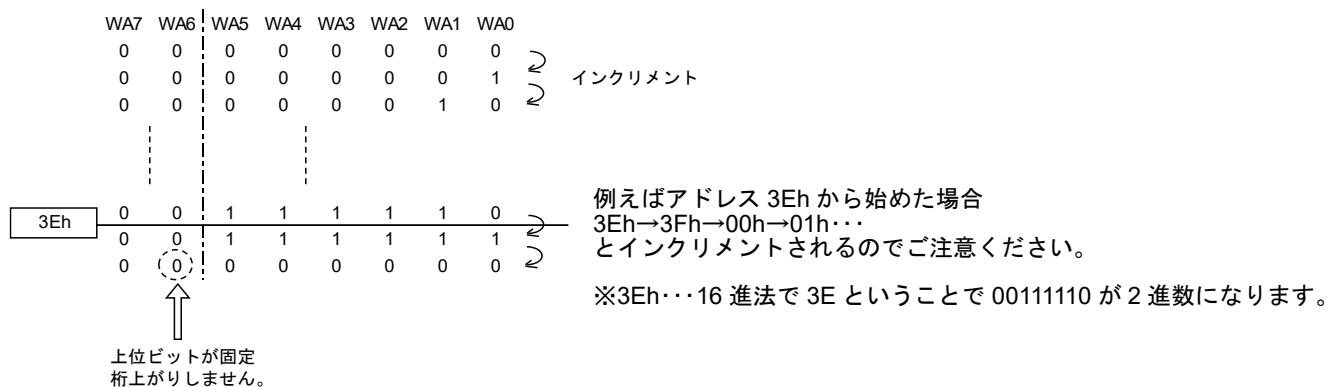 WA7 WA6 WA5 WA4 WA3 WA2 WA1 WA0
0 0 0 0 0 0 0 0
0 0 0 0 0 0 0 1
インクリメント
0 0 0 0 0 0 1 0
3Eh
0 0 1 1 1 1 1 0
0 0 1 1 1 1 1 1
0 0 0 0 0 0 0 0
例えばアドレス 3Eh から始めた場合
3Eh→3Fh→00h→01h・・・
とインクリメントされるのでご注意ください。
※3Eh・・・16 進法で 3E ということで 00111110 が 2 進数になります。
上位ビットが固定
桁上がりしません。